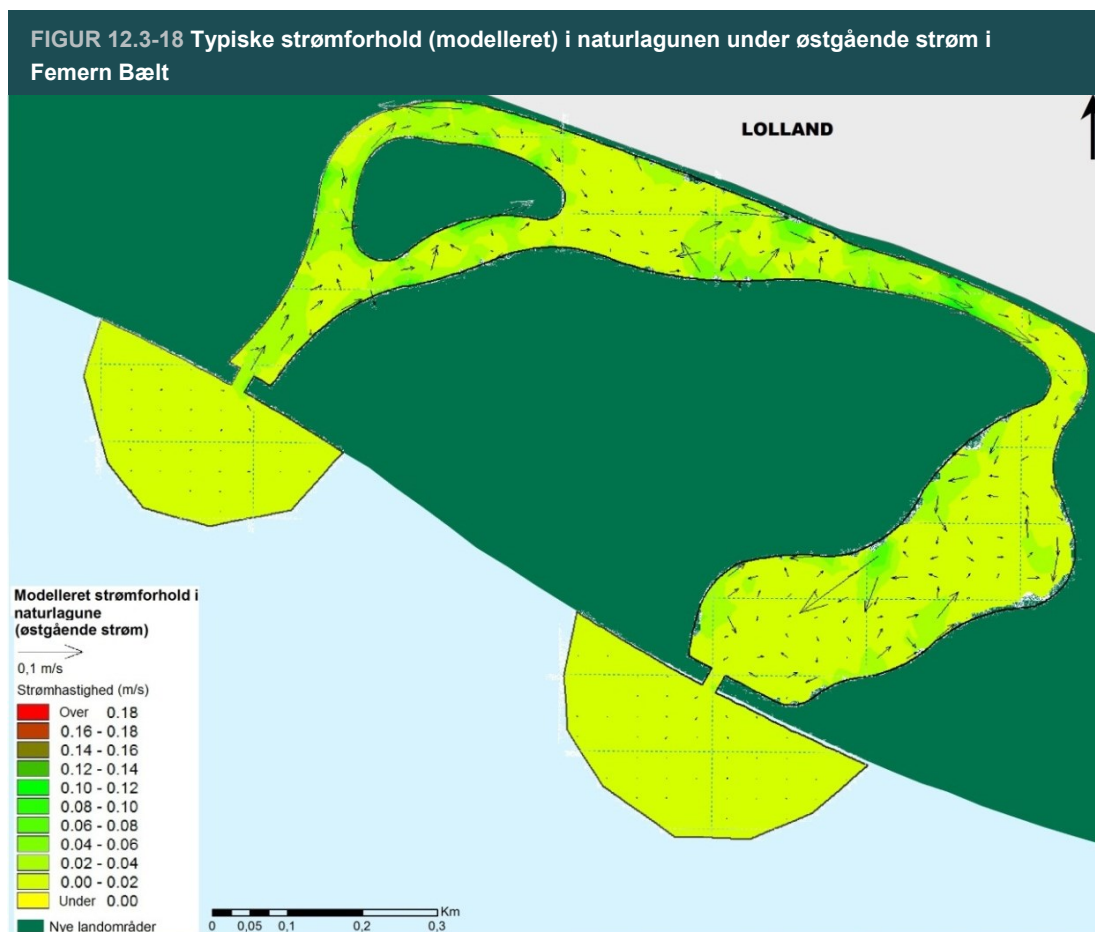 FIGUR 12.3-18 Typiske strømforhold (modelleret) i naturlagunen under østgående strøm i
Femern Bælt
LOLLAND
Modelleret strømforhold i
naturlagune
(østgående strøm)
0,1 m/s
Strømhastighed (m/s)
Over 0.18
0.16 - 0.18
0.14 - 0.16
0.12 - 0.14
0.10 - 0.12
0.08 - 0.10
0.06 - 0.08
0.04 - 0.06
0.02 - 0.04
0.00 - 0.02
Under 0.00
Nye landområder
Km
0 0,05 0,1 0,2 0,3